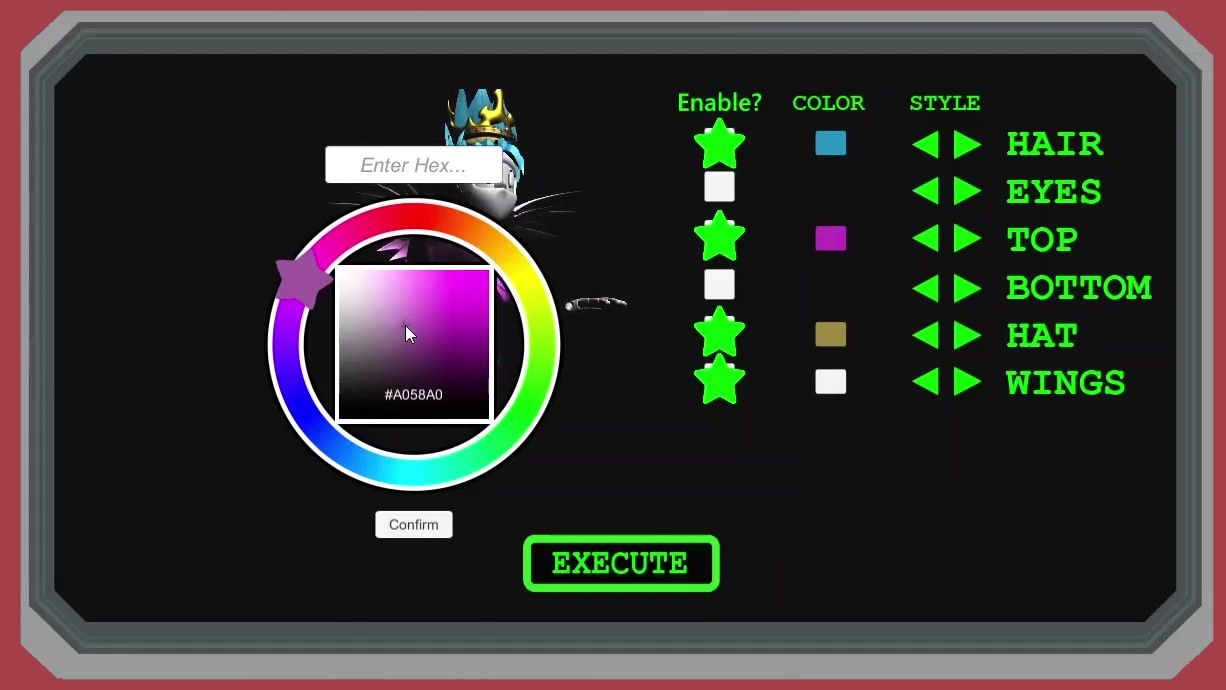 Enable? COLOR STYLE
HAIR
Enter Hex...
EYES
TOP
BOTTOM
HAT
WINGS
#A058A0
Confirm
EXECUTE